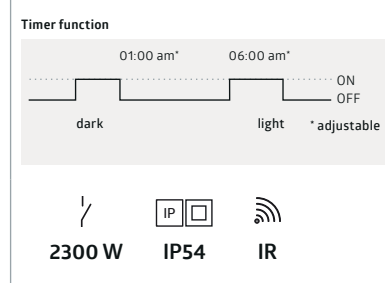 Timer function
01:00 am* 06:00 am*
ON
OFF
dark light * adjustable
IP
2300 W IP54 IR